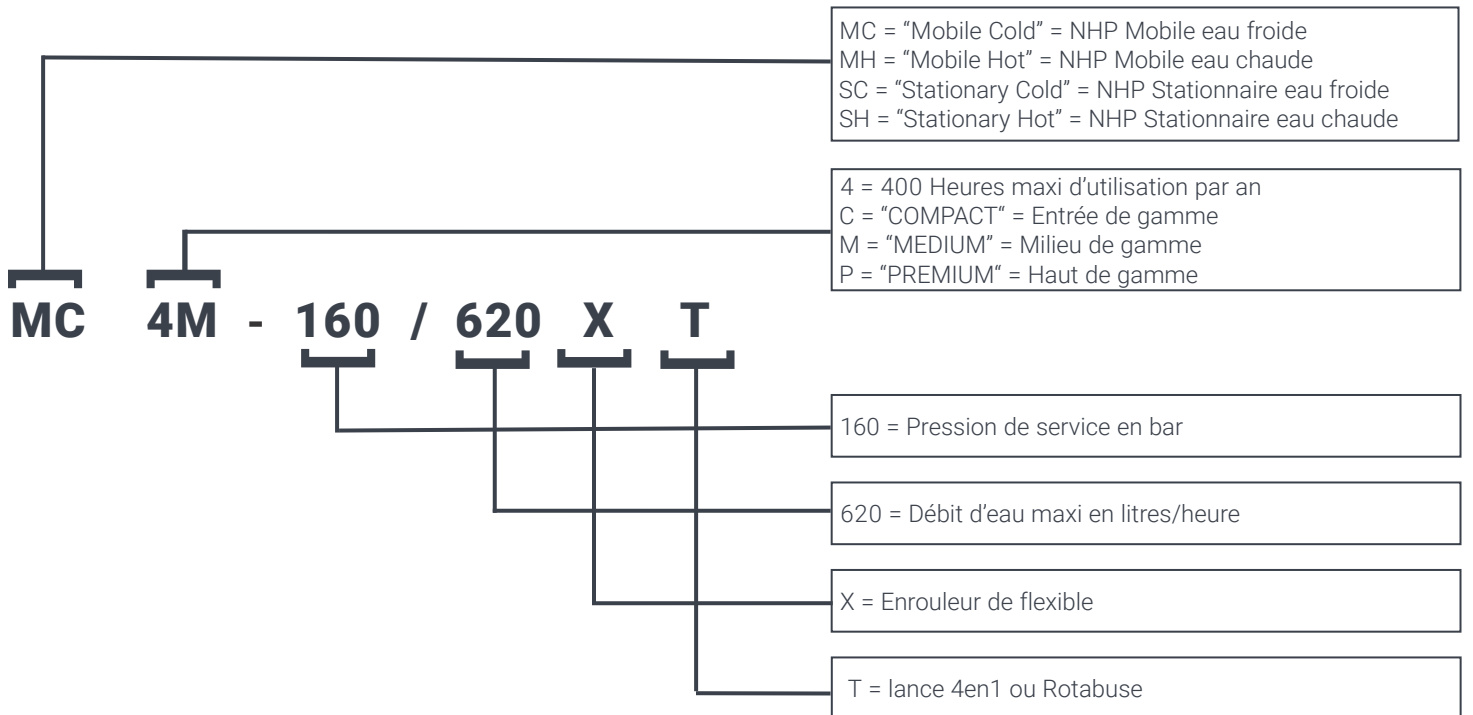 MC = “Mobile Cold” = NHP Mobile eau froide
MH = “Mobile Hot” = NHP Mobile eau chaude
SC = “Stationary Cold” = NHP Stationnaire eau froide
SH = “Stationary Hot” = NHP Stationnaire eau chaude
4 = 400 Heures maxi d’utilisation par an
C = “COMPACT“ = Entrée de gamme
M = “MEDIUM” = Milieu de gamme
P = “PREMIUM“ = Haut de gamme
MC 4M - 160 / 620 X T
160 = Pression de service en bar
620 = Débit d'eau maxi en litres/heure
X = Enrouleur de flexible
T = lance 4en1 ou Rotabuse